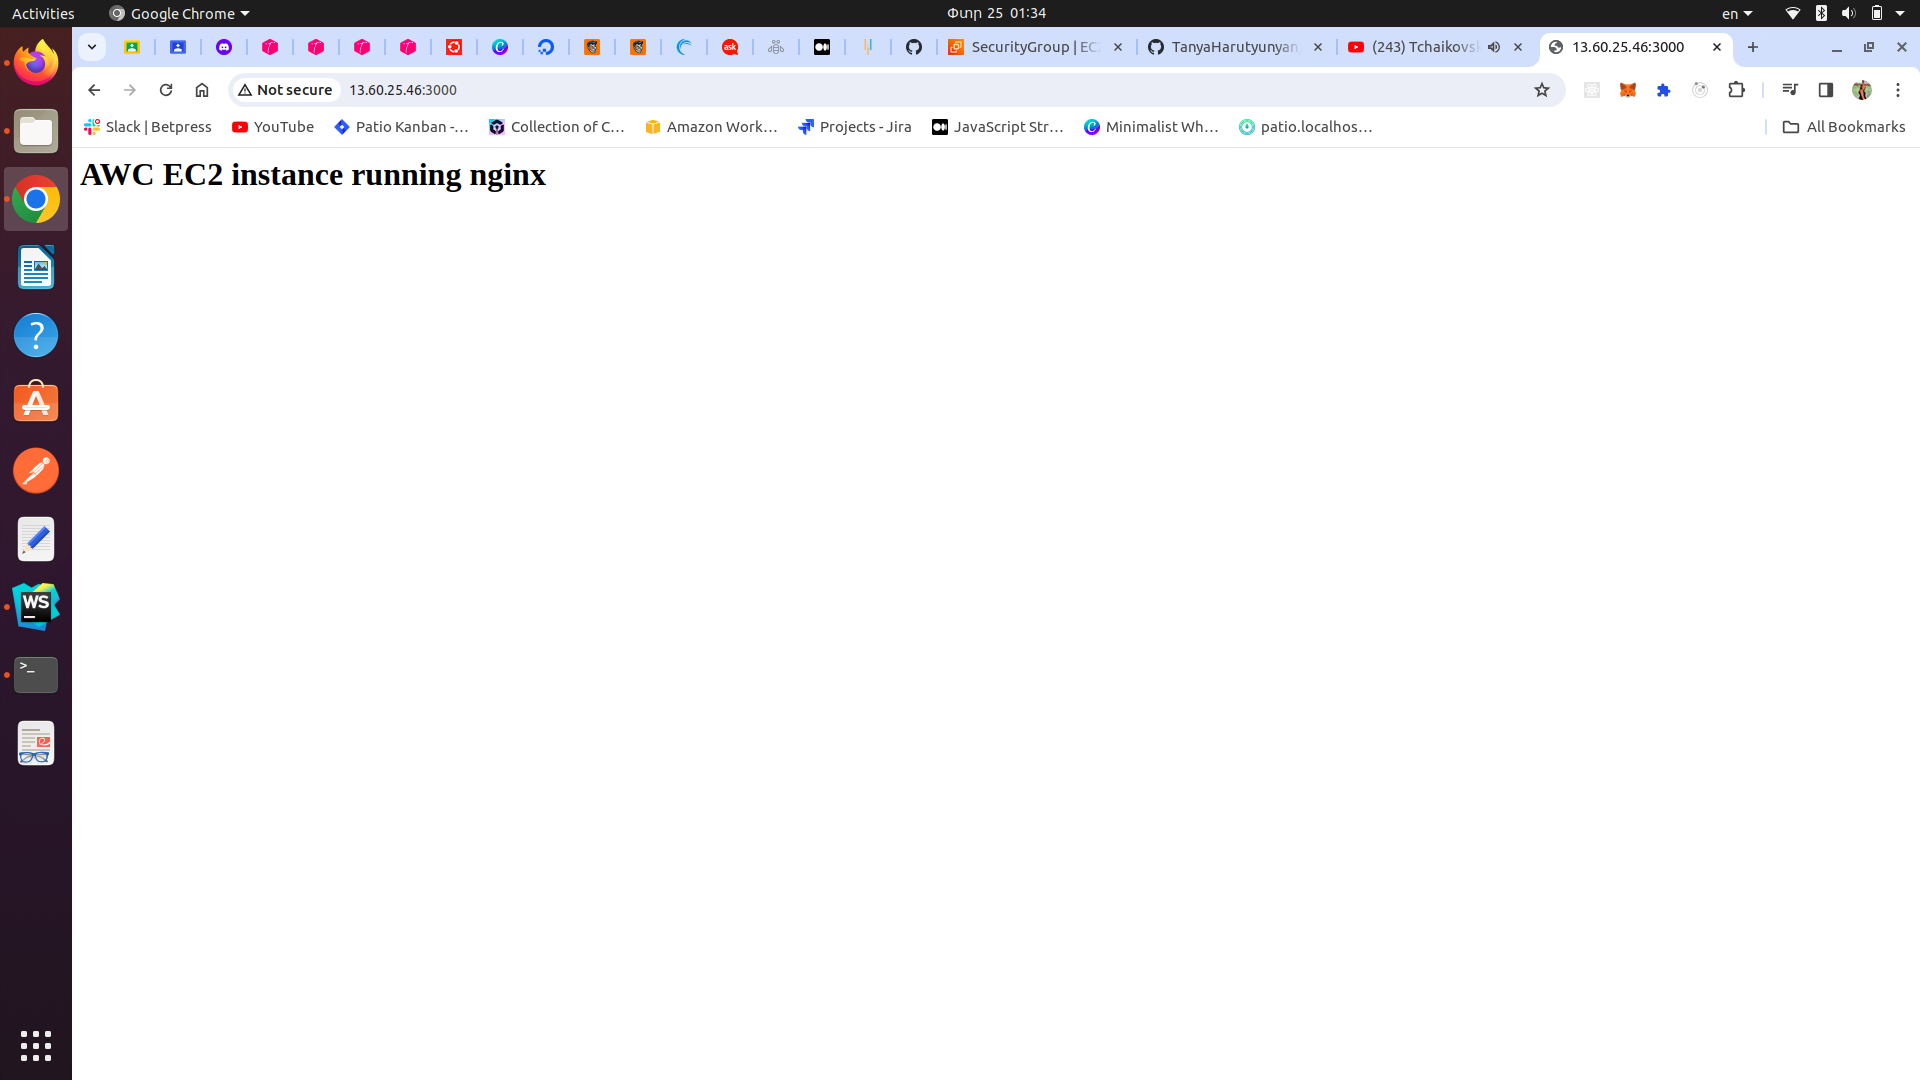 Activities
Google Chrome
Փտր 25 01:34
en
SecurityGroup | EC
TanyaHarutyunyan
(243) Tchaikovs
13.60.25.46:3000
Not secure
13.60.25.46:3000
Slack | Betpress
YouTube
Patio Kanban -...
Collection of C...
Amazon Work...
Projects - Jira
JavaScript Str...
Minimalist Wh...
patio.localhos...
All Bookmarks
AWC EC2 instance running nginx
ask
WS
>_